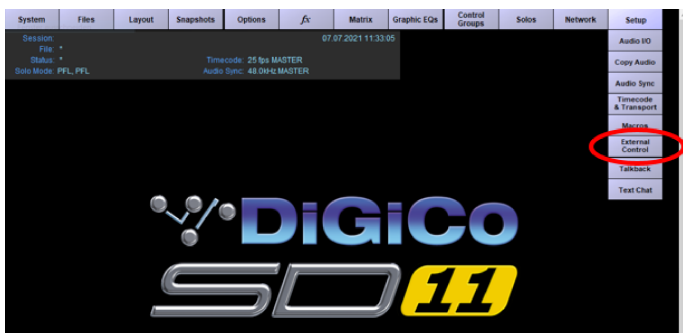 System Files Layout Snapshots Options fx Matrix Graphic EQs Control Groups Solos Network Setup
Session: 07.07.2021 11:33:05
File: *
Status: * Timecode: 25 fps MASTER
Solo Mode: PFL, PFL Audio Sync: 48.0kHz MASTER
Audio I/O
Copy Audio
Audio Sync
Timecode
& Transport
Macros
External
Control
Talkback
Text Chat
DiGiCo
SD11